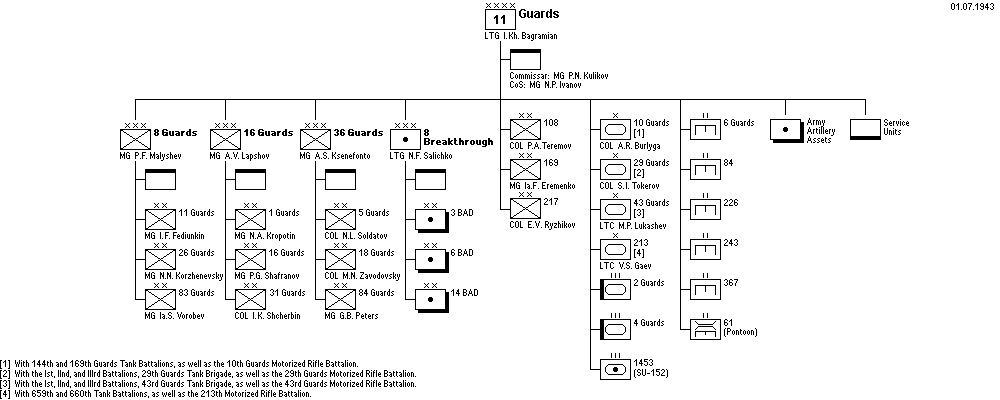 01.07.1943
XXXX
11 Guards
LTG I.Kh. Bagramian
Commissar: MG P.N. Kulikov
CoS: MG N.P. Ivanov
XXX
8 Guards
MG P.F. Malyshev
XX
11 Guards
MG I.F. Fediunkin
XX
26 Guards
MG N.N. Korzhenevsky
XX
83 Guards
MG Ia.S. Vorobev
XXX
16 Guards
MG A.V. Lapshov
XX
1 Guards
MG N.A. Kropotin
XX
16 Guards
MG P.G. Shafranov
XX
31 Guards
COL I.K. Shcherbin
XXX
36 Guards
MG A.S. Ksenefonto
XX
5 Guards
COL N.L. Soldatov
XX
18 Guards
COL M.N. Zavodovsky
XX
84 Guards
MG G.B. Peters
XXX
8
Breakthrough
LTG N.F. Salichko
XX
3 BAD
XX
6 BAD
XX
14 BAD
XX
108
COL P.A.Teremov
XX
169
MG Ia.F. Eremenko
XX
217
COL E.V. Ryzhikov
X
10 Guards
[1]
COL A.R. Burlyga
X
29 Guards
[2]
COL S.I. Tokerov
X
43 Guards
[3]
LTC M.P. Lukashev
X
213
[4]
LTC V.S. Gaev
III
2 Guards
III
4 Guards
III
1453
(SU-152)
II
6 Guards
II
84
II
226
II
243
II
367
II
61
(Pontoon)
Army
Artillery
Assets
Service
Units
[1] With 144th and 169th Guards Tank Battalions, as well as the 10th Guards Motorized Rifle Battalion.
[2] With the Ist, IInd, and IIIrd Battalions, 29th Guards Tank Brigade, as well as the 29th Guards Motorized Rifle Battalion.
[3] With the Ist, IInd, and IIIrd Battalions, 43rd Guards Tank Brigade, as well as the 43rd Guards Motorized Rifle Battalion.
[4] With 659th and 660th Tank Battalions, as well as the 213th Motorized Rifle Battalion.